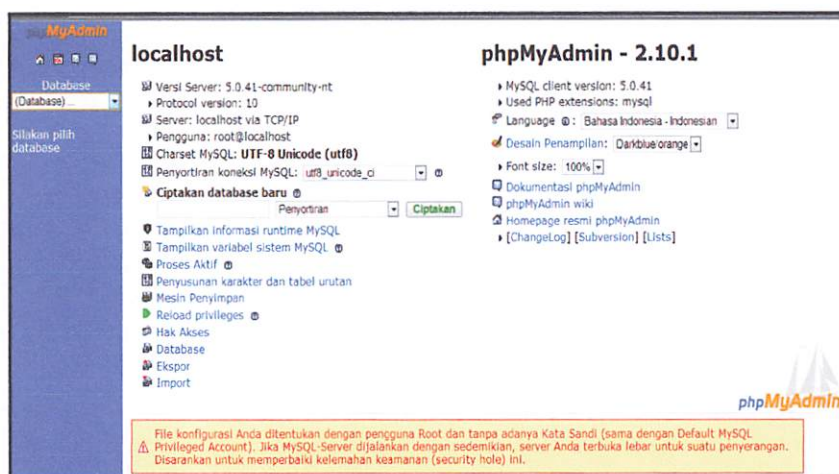 phpMyAdmin
Database
(Database) ...
Silakan pilih
database
localhost
Versi Server: 5.0.41-community-nt
Protocol version: 10
Server: localhost via TCP/IP
Pengguna: root@localhost
Charset MySQL: UTF-8 Unicode (utf8)
Penyortiran koneksi MySQL: utf8_unicode_ci
Ciptakan database baru
Penyortiran Ciptakan
Tampilkan informasi runtime MySQL
Tampilkan variabel sistem MySQL
Proses Aktif
Penyusunan karakter dan tabel urutan
Mesin Penyimpan
Reload privileges
Hak Akses
Database
Ekspor
Import
phpMyAdmin - 2.10.1
MySQL client version: 5.0.41
Used PHP extensions: mysql
Language: Bahasa Indonesia - Indonesian
Desain Penampilan: Darkblue/orange
Font size: 100%
Dokumentasi phpMyAdmin
phpMyAdmin wiki
Homepage resmi phpMyAdmin
[ChangeLog] [Subversion] [Lists]
phpMyAdmin
File konfigurasi Anda ditentukan dengan pengguna Root dan tanpa adanya Kata Sandi (sama dengan Default MySQL
Privileged Account). Jika MySQL-Server dijalankan dengan sedemikian, server Anda terbuka lebar untuk suatu penyerangan.
Disarankan untuk memperbaiki kelemahan keamanan (security hole) ini.